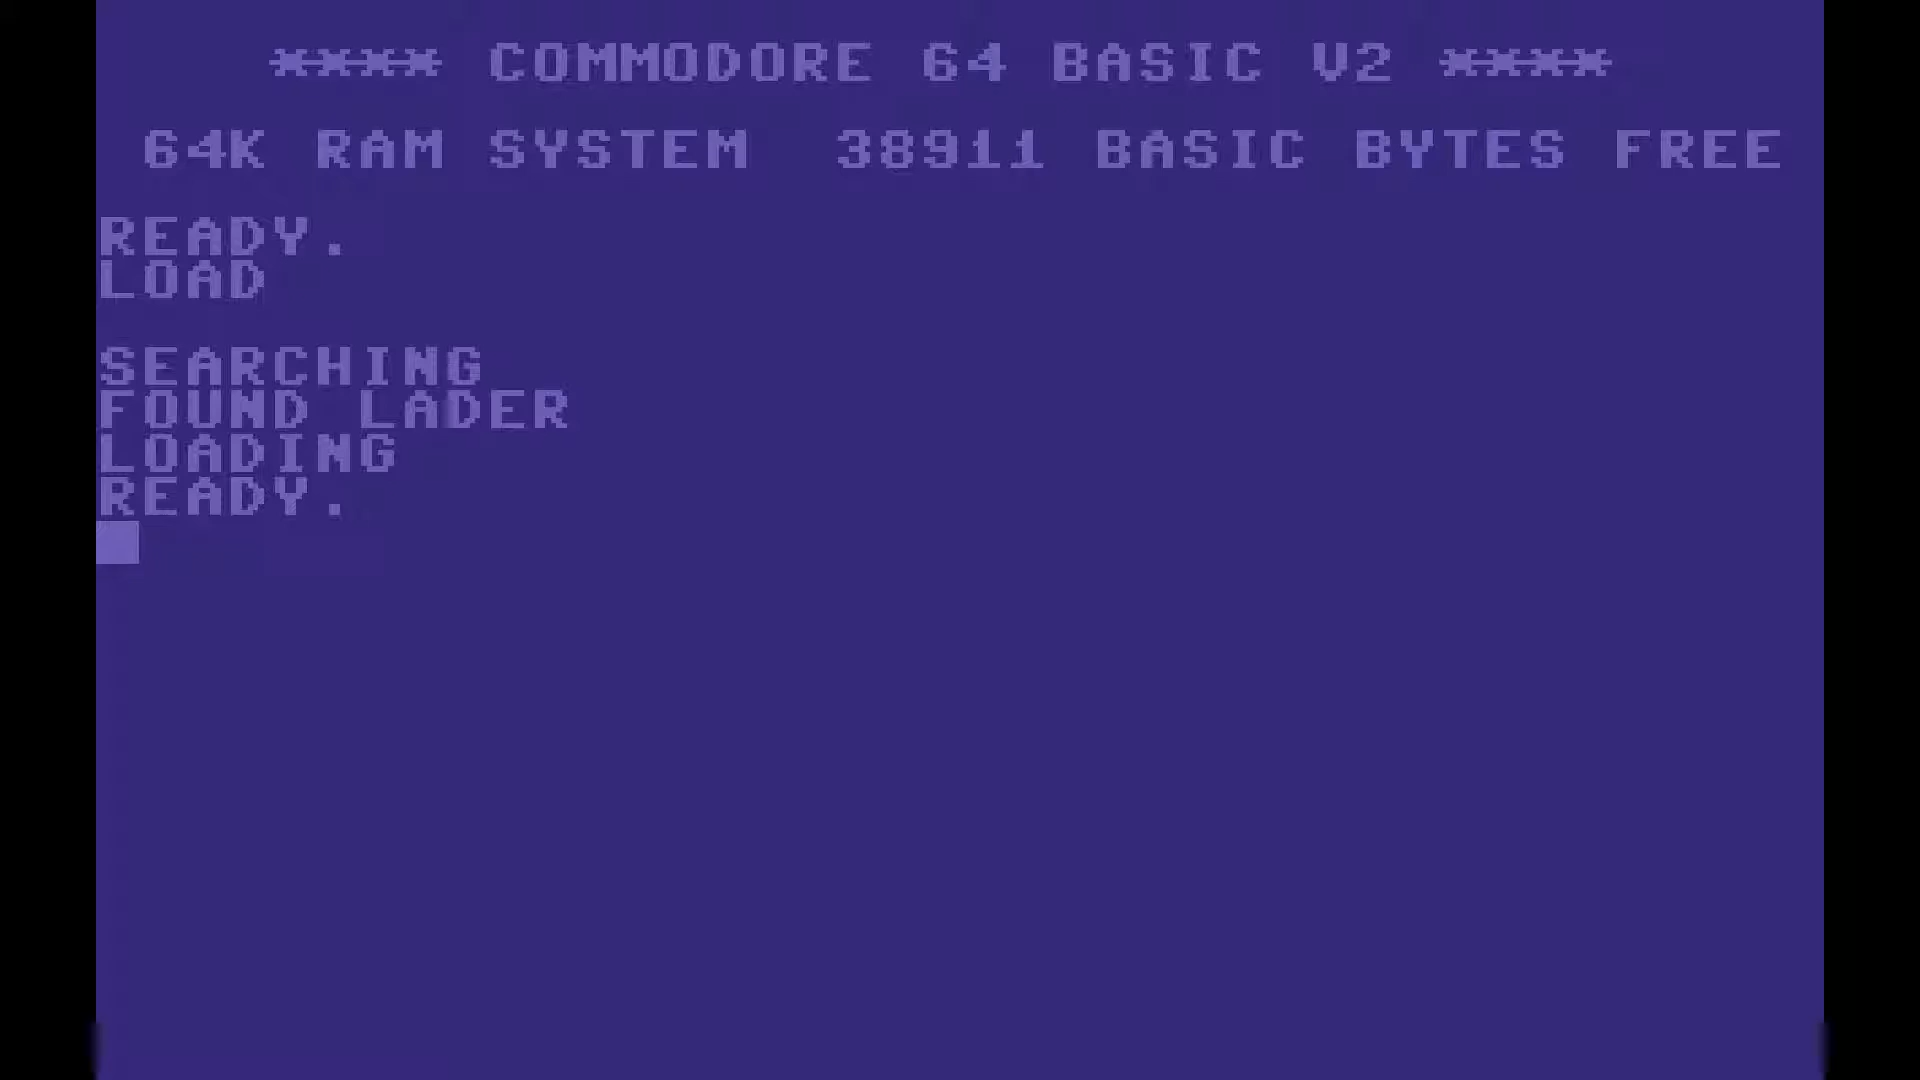 **** COMMODORE 64 BASIC V2 ****
64K RAM SYSTEM  38911 BASIC BYTES FREE
READY.
LOAD
SEARCHING
FOUND LADER
LOADING
READY.